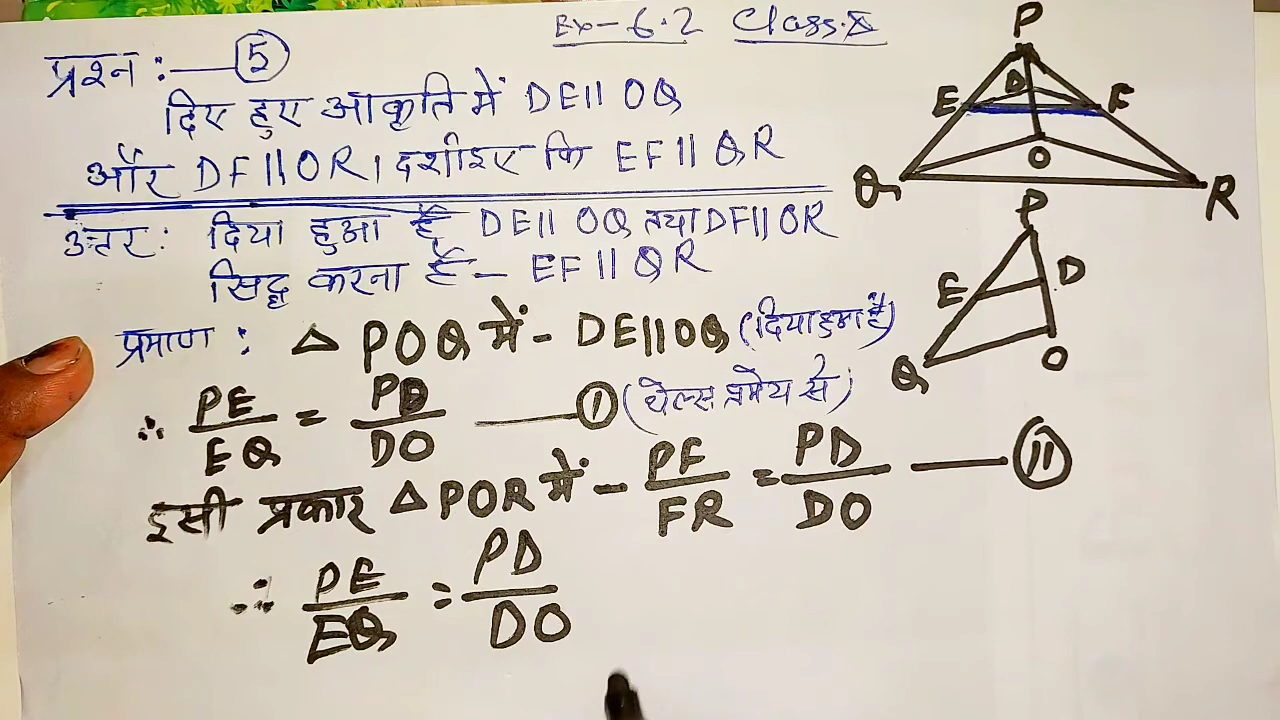 Ex-6.2 Class.X
प्रश्न :— 5
दिए हुए आकृति में DE|| OQ
और DF||OR। दर्शाइए कि EF|| QR
उत्तर: दिया हुआ है DE|| OQ तथा DF|| OR
सिद्ध करना है - EF || QR
प्रमाण : △ POQ में - DE||OQ (दिया हुआ है)
∴ PE/EQ = PD/DO —— I (थेल्स प्रमेय से)
इसी प्रकार △ POR में - PF/FR = PD/DO —— II
∴ PE/EQ = PD/DO
P
D
E
F
O
Q
R
P
E
D
Q
O